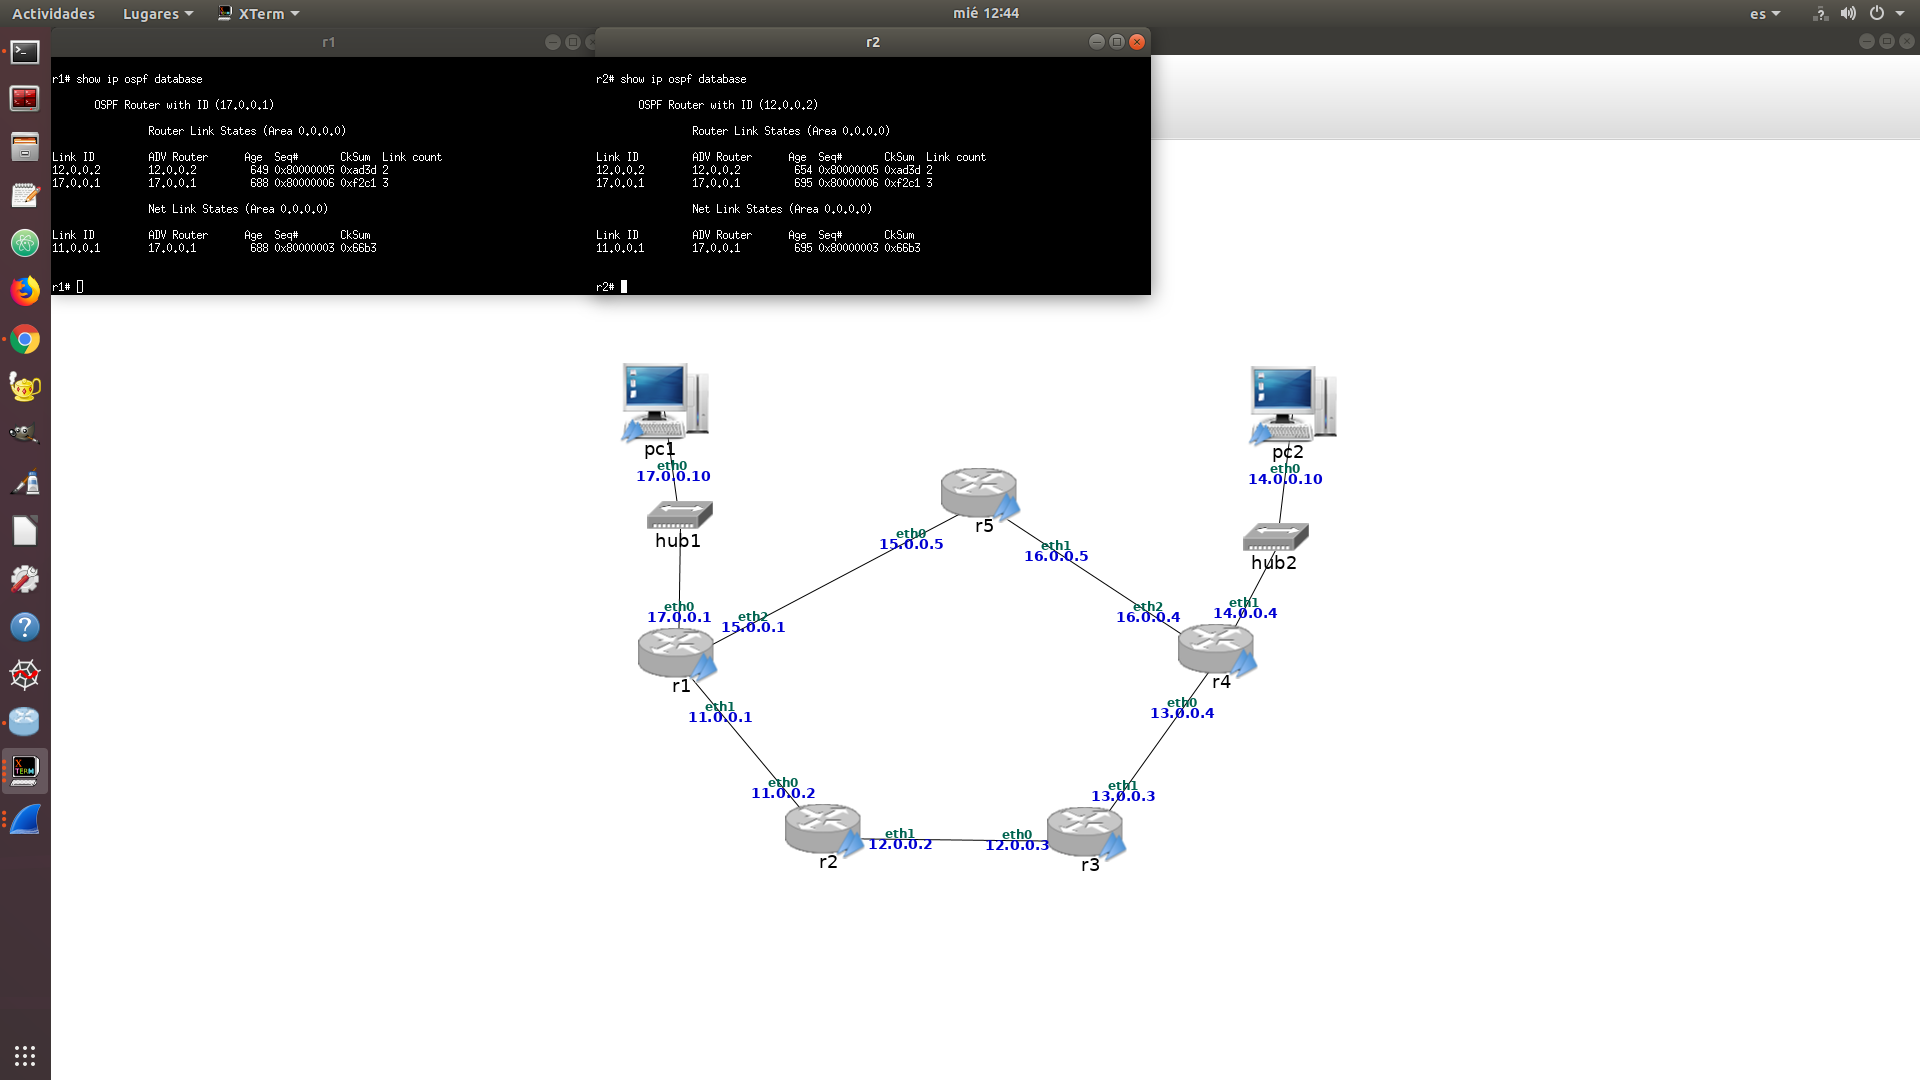 Actividades Lugares XTerm mié 12:44 es
r1
r1# show ip ospf database
OSPF Router with ID (17.0.0.1)
Router Link States (Area 0.0.0.0)
Link ID ADV Router Age Seq# CkSum Link count
12.0.0.2 12.0.0.2 649 0x80000005 0xad3d 2
17.0.0.1 17.0.0.1 688 0x80000006 0xf2c1 3
Net Link States (Area 0.0.0.0)
Link ID ADV Router Age Seq# CkSum
11.0.0.1 17.0.0.1 688 0x80000003 0x66b3
r1#
r2
r2# show ip ospf database
OSPF Router with ID (12.0.0.2)
Router Link States (Area 0.0.0.0)
Link ID ADV Router Age Seq# CkSum Link count
12.0.0.2 12.0.0.2 654 0x80000005 0xad3d 2
17.0.0.1 17.0.0.1 695 0x80000006 0xf2c1 3
Net Link States (Area 0.0.0.0)
Link ID ADV Router Age Seq# CkSum
11.0.0.1 17.0.0.1 695 0x80000003 0x66b3
r2#
pc1
eth0
17.0.0.10
hub1
eth0
17.0.0.1
eth2
15.0.0.1
r1
eth1
11.0.0.1
eth0
11.0.0.2
r2
eth1
12.0.0.2
eth0
12.0.0.3
r3
eth1
13.0.0.3
eth0
13.0.0.4
r4
eth2
16.0.0.4
eth1
14.0.0.4
hub2
pc2
eth0
14.0.0.10
r5
eth0
15.0.0.5
eth1
16.0.0.5
X
TERM